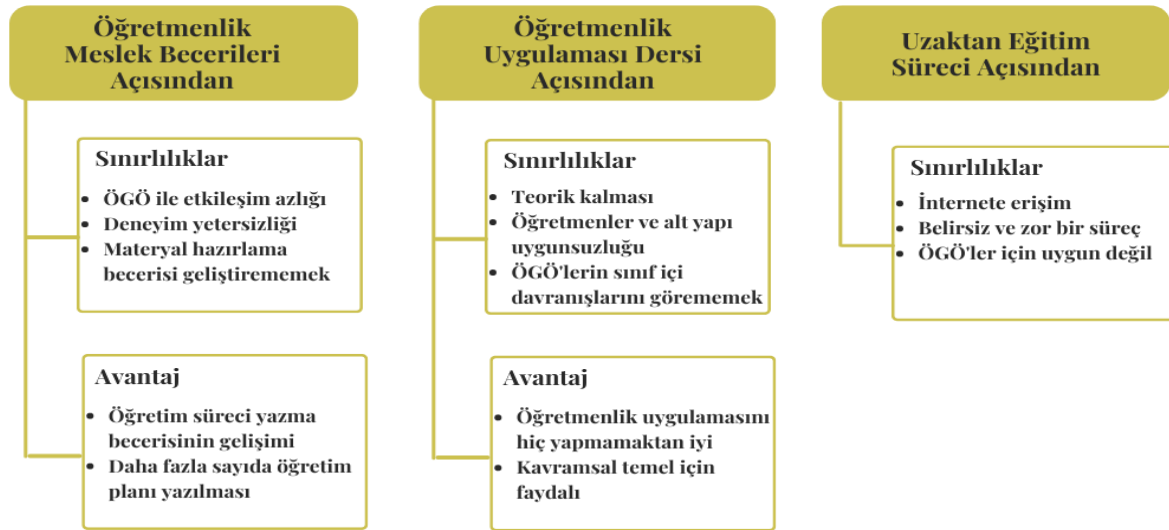 Öğretmenlik
Meslek Becerileri
Açısından
Sınırlılıklar
• ÖGÖ ile etkileşim azlığı
• Deneyim yetersizliği
• Materyal hazırlama
becerisi geliştirememek
Avantaj
• Öğretim süreci yazma
becerisinin gelişimi
• Daha fazla sayıda öğretim
planı yazılması
Öğretmenlik
Uygulaması Dersi
Açısından
Sınırlılıklar
• Teorik kalması
• Öğretmenler ve alt yapı
uygunsuzluğu
• ÖGÖ'lerin sınıf içi
davranışlarını görememek
Avantaj
• Öğretmenlik uygulamasını
hiç yapmamaktan iyi
• Kavramsal temel için
faydalı
Uzaktan Eğitim
Süreci Açısından
Sınırlılıklar
• İnternete erişim
• Belirsiz ve zor bir süreç
• ÖGÖ'ler için uygun değil